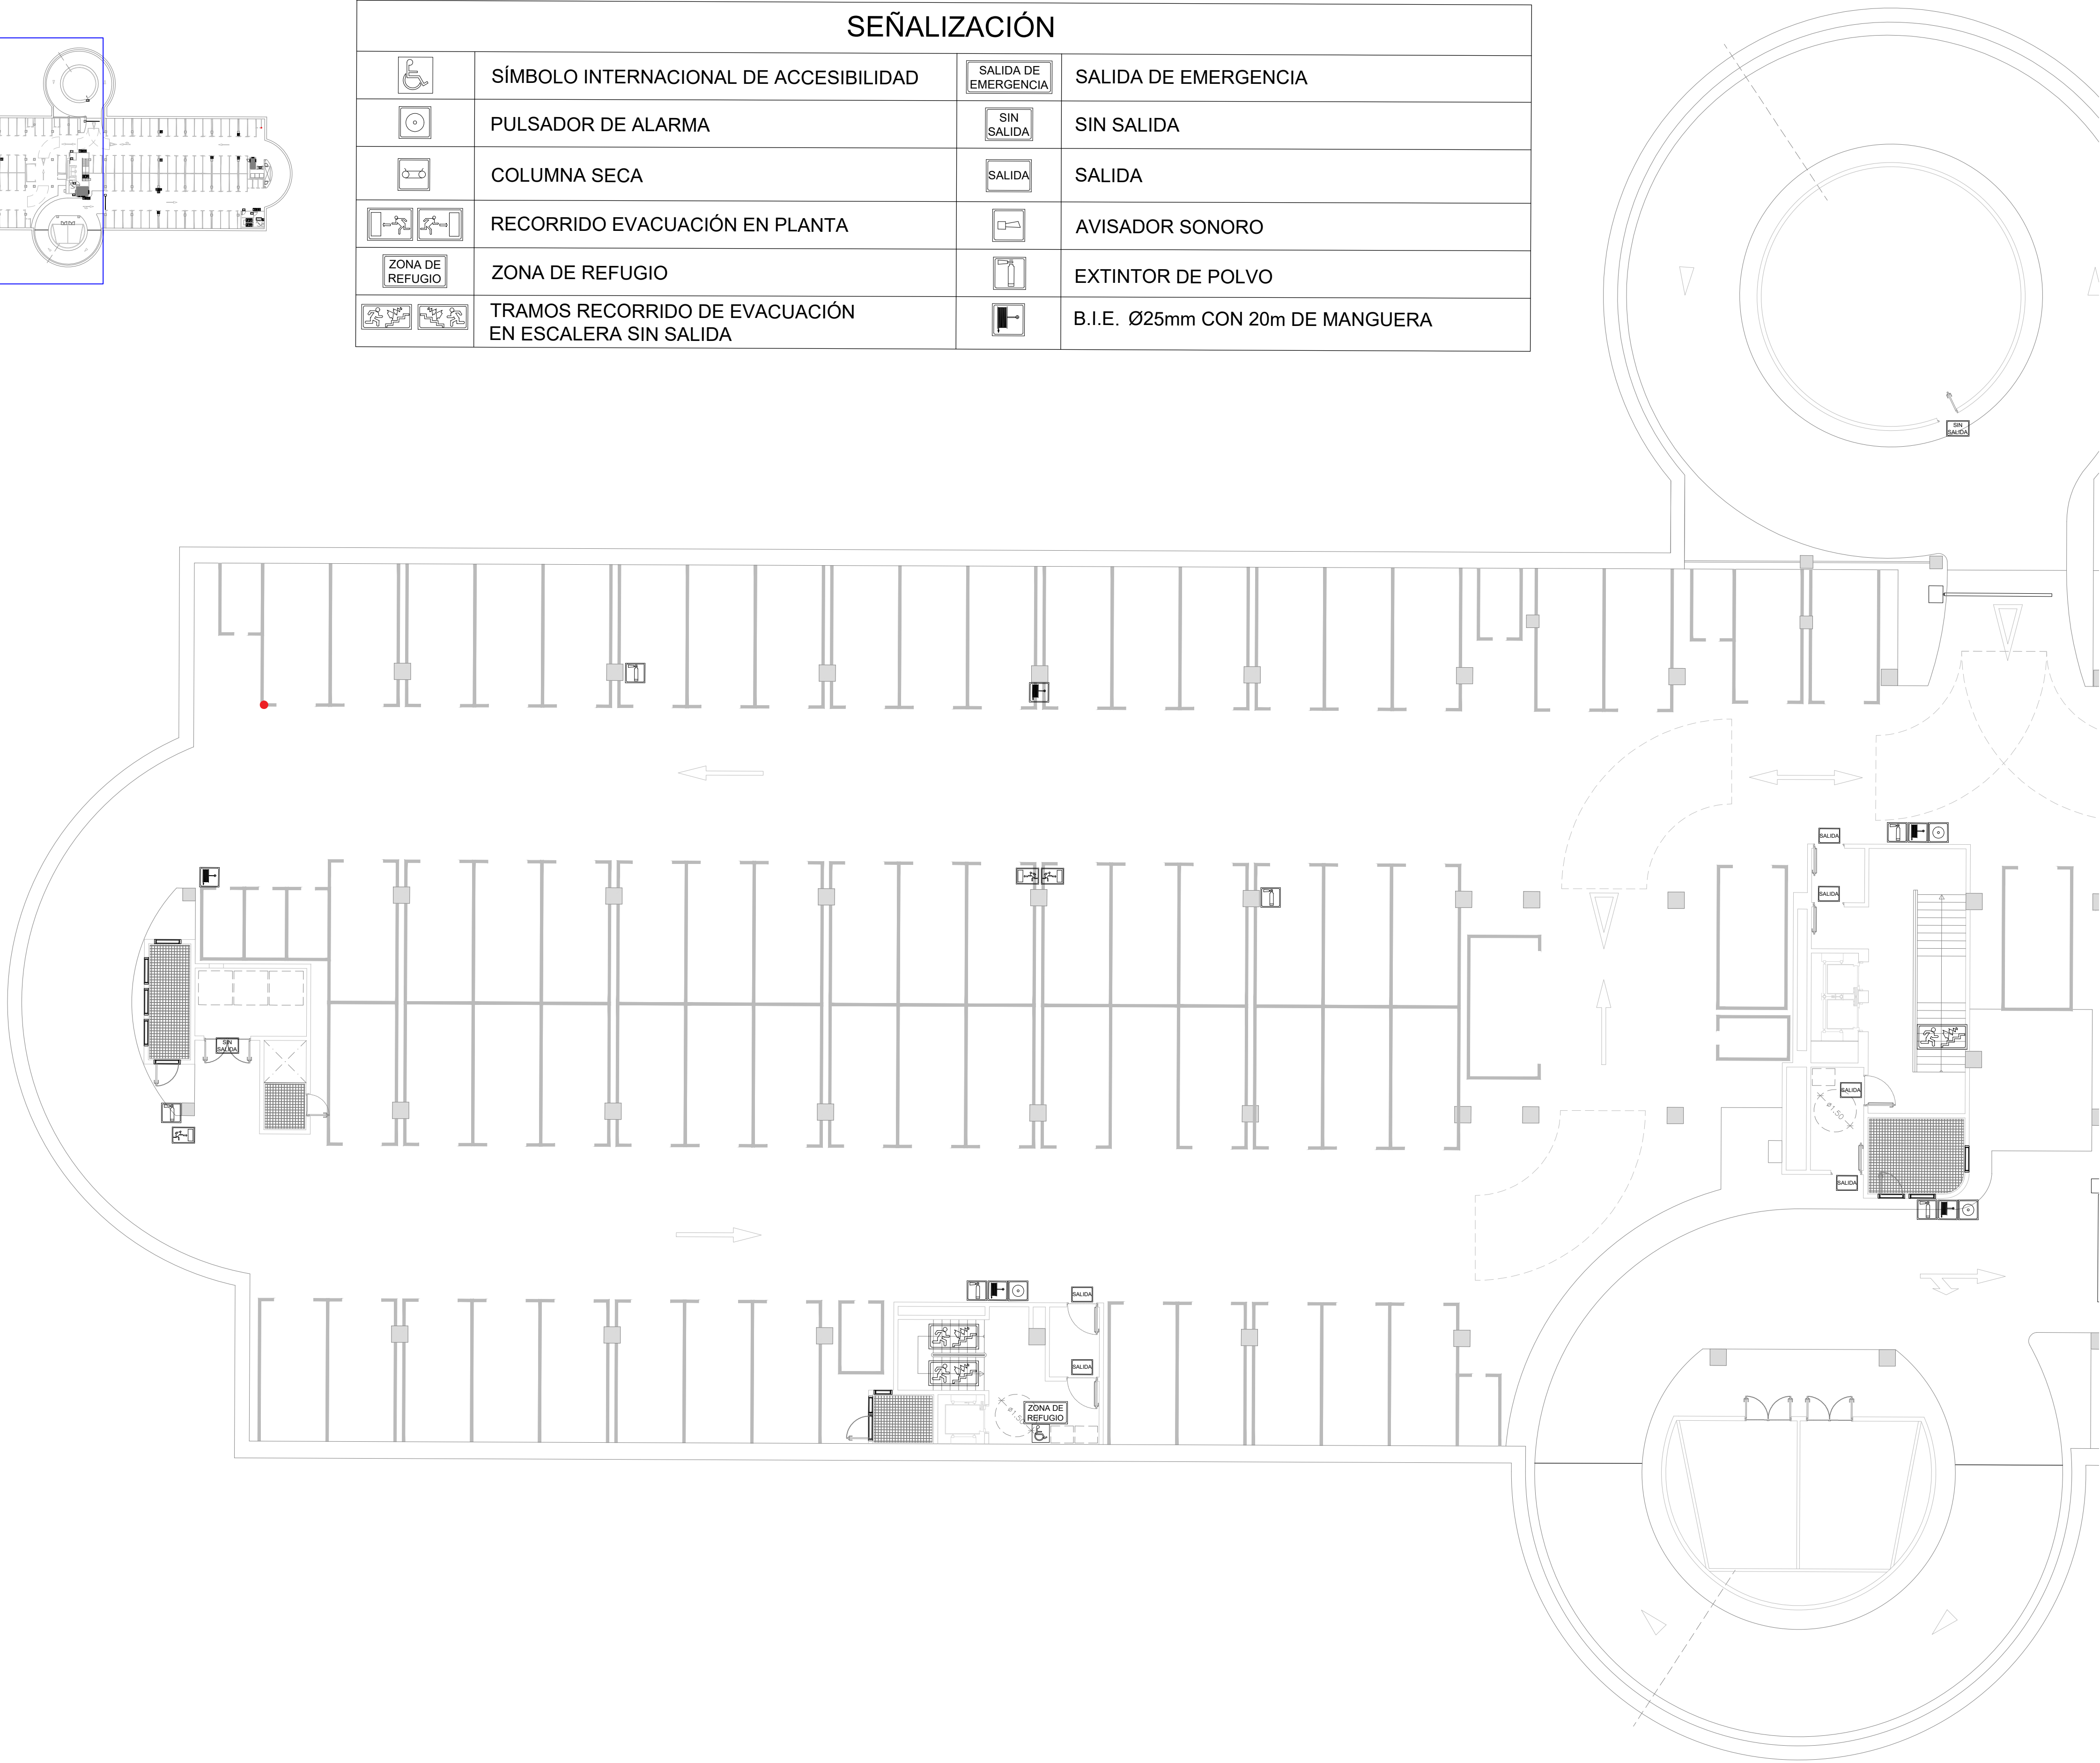 SEÑALIZACIÓN
SÍMBOLO INTERNACIONAL DE ACCESIBILIDAD
SALIDA DE
EMERGENCIA
SALIDA DE EMERGENCIA
PULSADOR DE ALARMA
SIN
SALIDA
SIN SALIDA
COLUMNA SECA
SALIDA
SALIDA
RECORRIDO EVACUACIÓN EN PLANTA
AVISADOR SONORO
ZONA DE
REFUGIO
ZONA DE REFUGIO
EXTINTOR DE POLVO
TRAMOS RECORRIDO DE EVACUACIÓN
EN ESCALERA SIN SALIDA
B.I.E. Ø25mm CON 20m DE MANGUERA
SIN
SALIDA
SALIDA
SALIDA
SIN
SALIDA
SALIDA
ø1.50
SALIDA
SALIDA
SALIDA
ZONA DE
REFUGIO